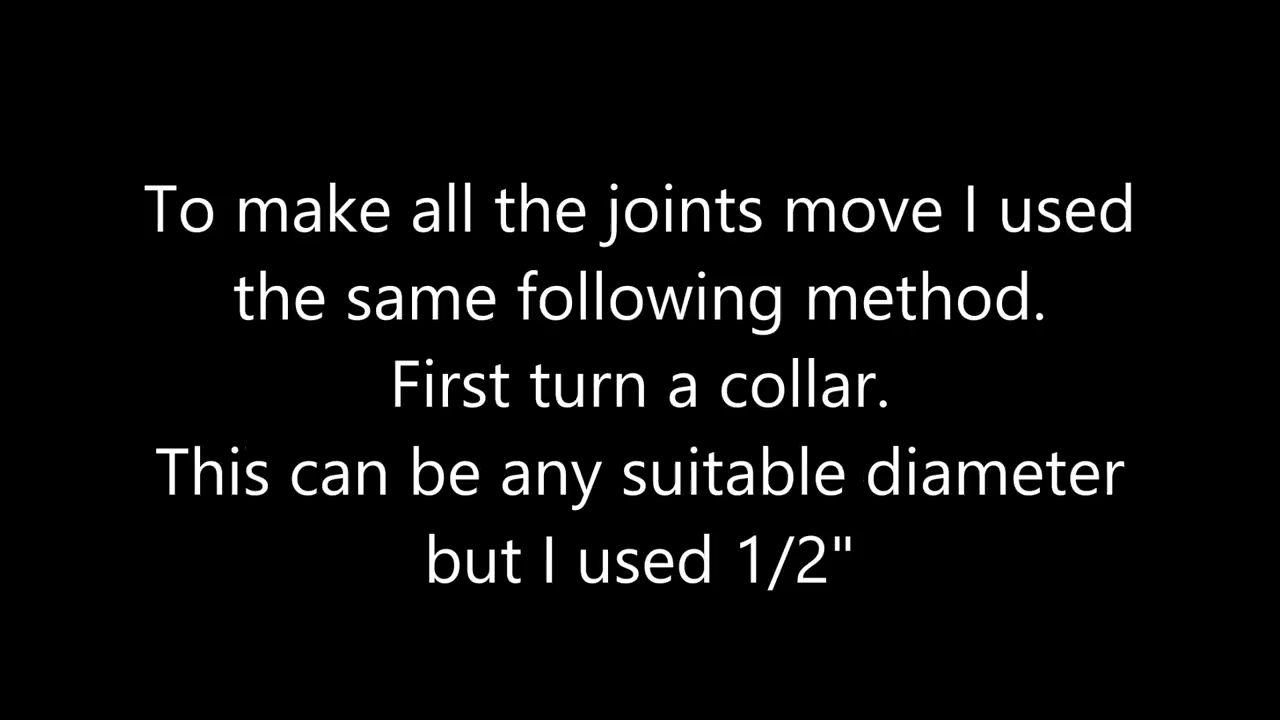 To make all the joints move I used
the same following method.
First turn a collar.
This can be any suitable diameter
but I used 1/2"